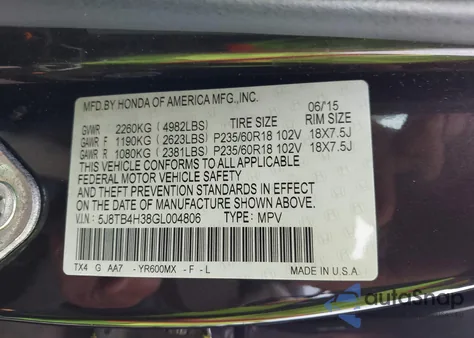 MFD.BY HONDA OF AMERICA MFG.,INC. 06/15
GVWR 2260KG (4982LBS) TIRE SIZE RIM SIZE
GAWR F 1190KG (2623LBS) P235/60R18 102V 18X7.5J
GAWR R 1080KG (2381LBS) P235/60R18 102V 18X7.5J
THIS VEHICLE CONFORMS TO ALL APPLICABLE
FEDERAL MOTOR VEHICLE SAFETY
AND THEFT PREVENTION STANDARDS IN EFFECT
ON THE DATE OF MANUFACTURE SHOWN ABOVE.
V.I.N.: 5J8TB4H38GL004806 TYPE: MPV
TX4 G AA7 -YR600MX -F -L MADE IN U.S.A.
autoSnap